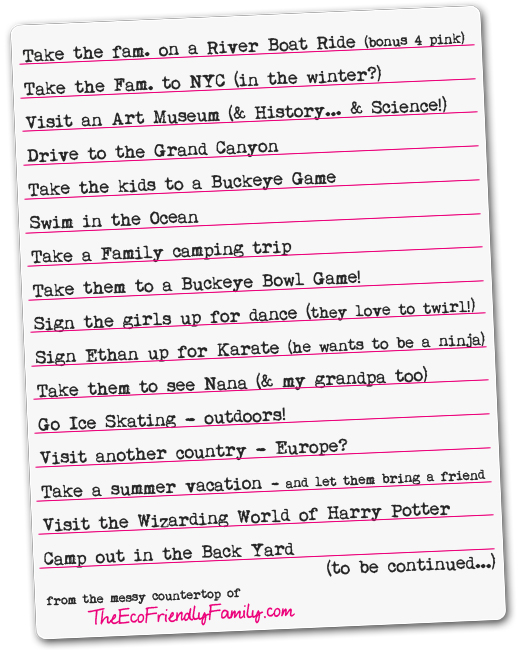 Take the fam. on a River Boat Ride (bonus 4 pink)
Take the Fam. to NYC (in the winter?)
Visit an Art Museum (& History... & Science!)
Drive to the Grand Canyon
Take the kids to a Buckeye Game
Swim in the Ocean
Take a Family camping trip
Take them to a Buckeye Bowl Game!
Sign the girls up for dance (they love to twirl!)
Sign Ethan up for Karate (he wants to be a ninja)
Take them to see Nana (& my grandpa too)
Go Ice Skating - outdoors!
Visit another country - Europe?
Take a summer vacation - and let them bring a friend
Visit the Wizarding World of Harry Potter
Camp out in the Back Yard
(to be continued...)
from the messy countertop of
TheEcoFriendlyFamily.com